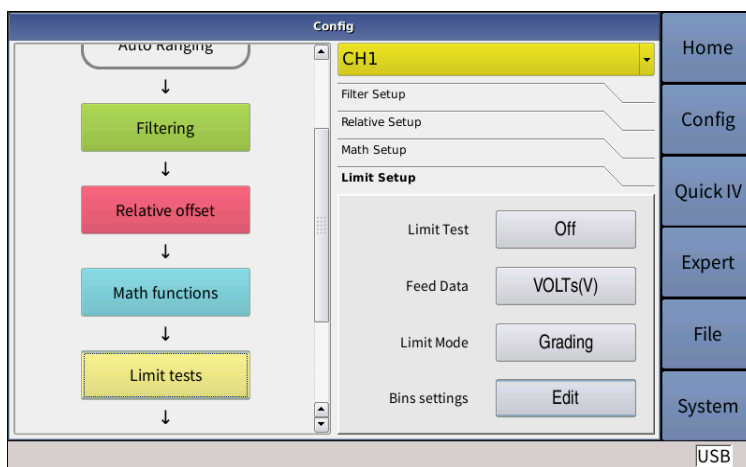 Config
Auto Ranging
↓
Filtering
↓
Relative offset
↓
Math functions
↓
Limit tests
↓
CH1
Filter Setup
Relative Setup
Math Setup
Limit Setup
Limit Test Off
Feed Data VOLTs(V)
Limit Mode Grading
Bins settings Edit
Home
Config
Quick IV
Expert
File
System
USB